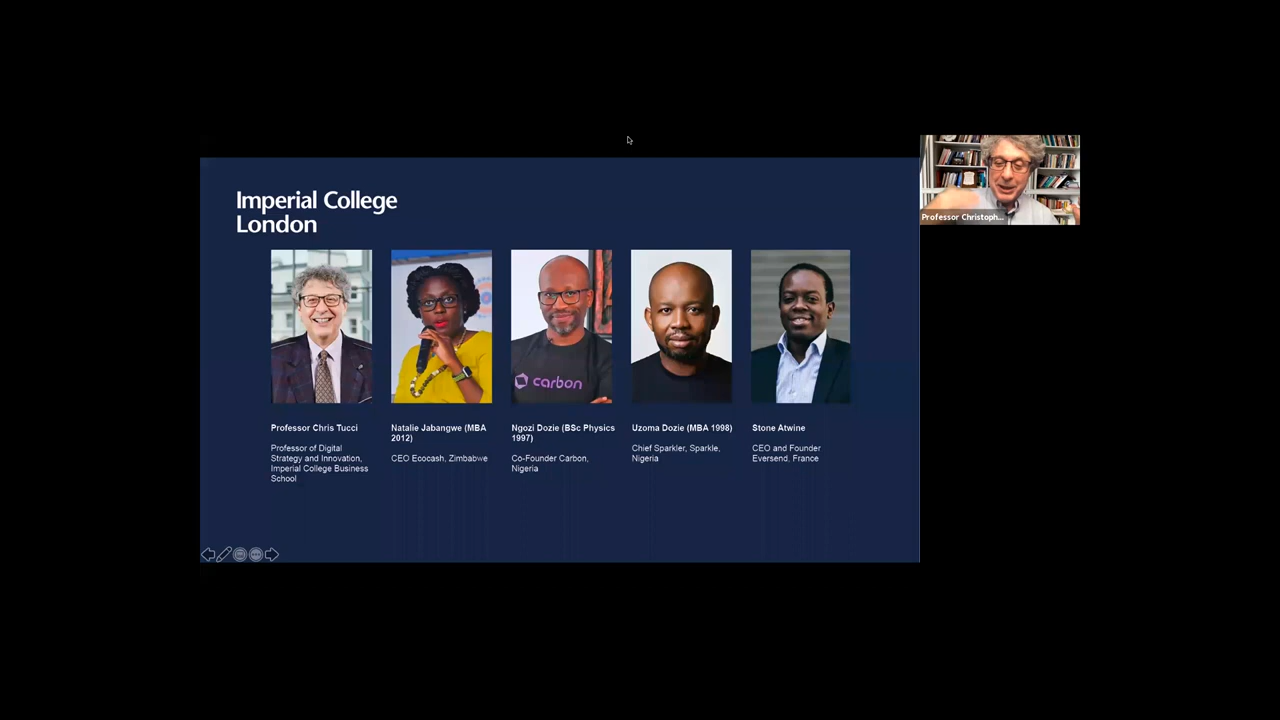 Imperial College
London
carbon
Professor Chris Tucci
Professor of Digital
Strategy and Innovation,
Imperial College Business
School
Natalie Jabangwe (MBA
2012)
CEO Ecocash, Zimbabwe
Ngozi Dozie (BSc Physics
1997)
Co-Founder Carbon,
Nigeria
Uzoma Dozie (MBA 1998)
Chief Sparkler, Sparkle,
Nigeria
Stone Atwine
CEO and Founder
Eversend, France
Professor Christoph...